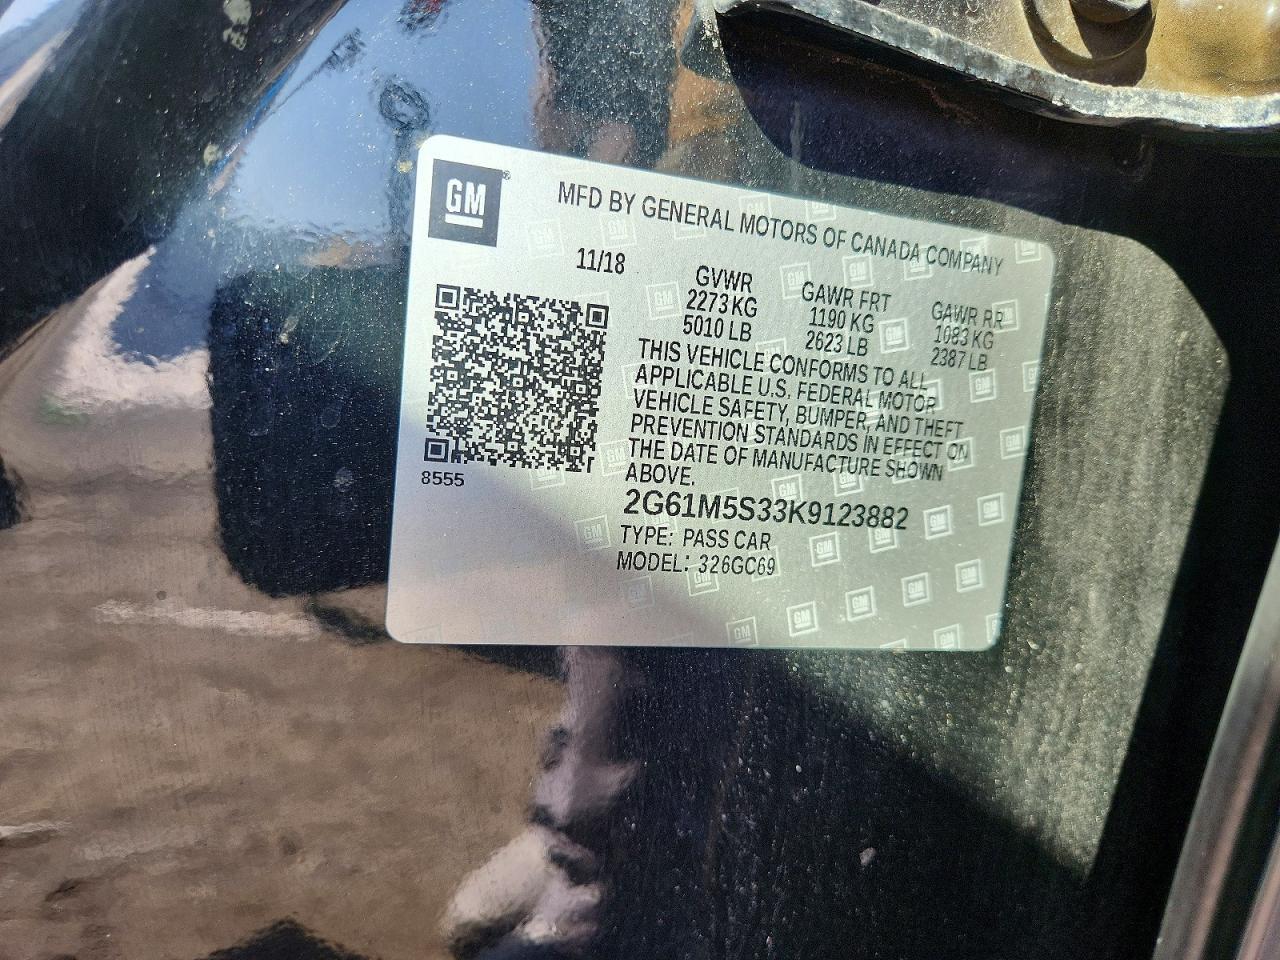 GM
MFD BY GENERAL MOTORS OF CANADA COMPANY
11/18
GVWR
2273 KG
5010 LB
GAWR FRT
1190 KG
2623 LB
GAWR RR
1083 KG
2387 LB
THIS VEHICLE CONFORMS TO ALL
APPLICABLE U.S. FEDERAL MOTOR
VEHICLE SAFETY, BUMPER, AND THEFT
PREVENTION STANDARDS IN EFFECT ON
THE DATE OF MANUFACTURE SHOWN
ABOVE.
8555
2G61M5S33K9123882
TYPE: PASS CAR
MODEL: 326GC69